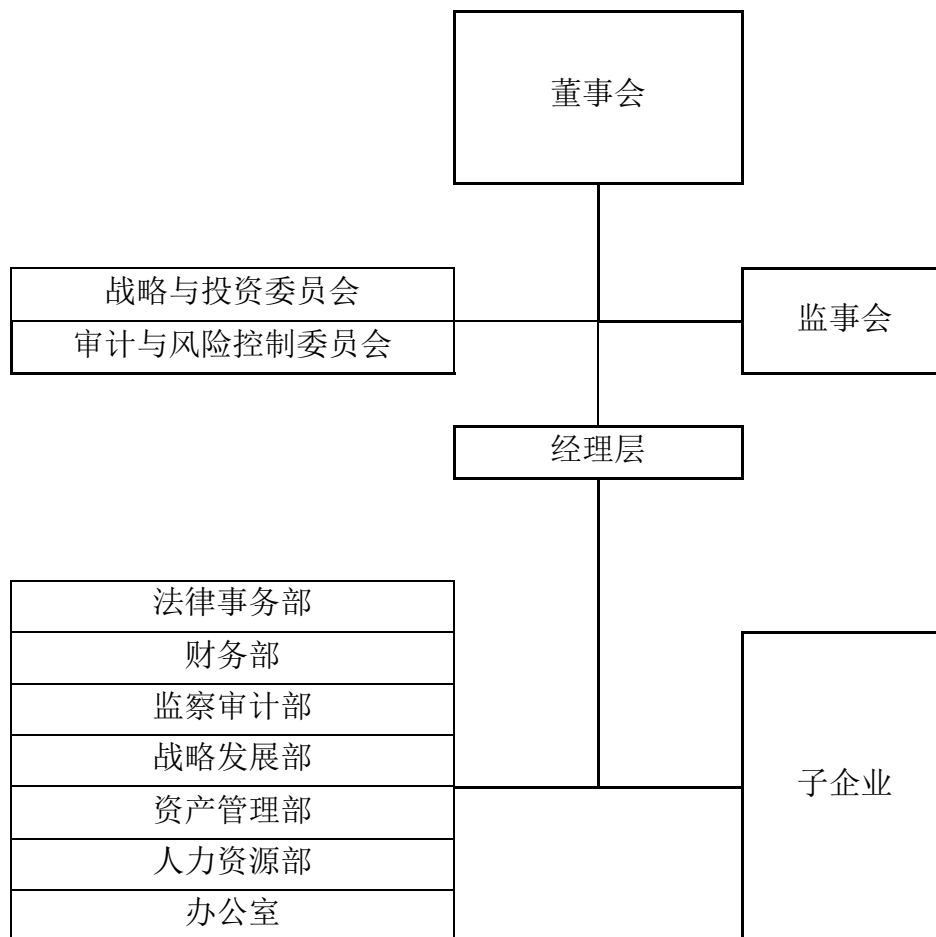 董事会
战略与投资委员会
审计与风险控制委员会
监事会
经理层
法律事务部
财务部
监察审计部
战略发展部
资产管理部
人力资源部
办公室
子企业